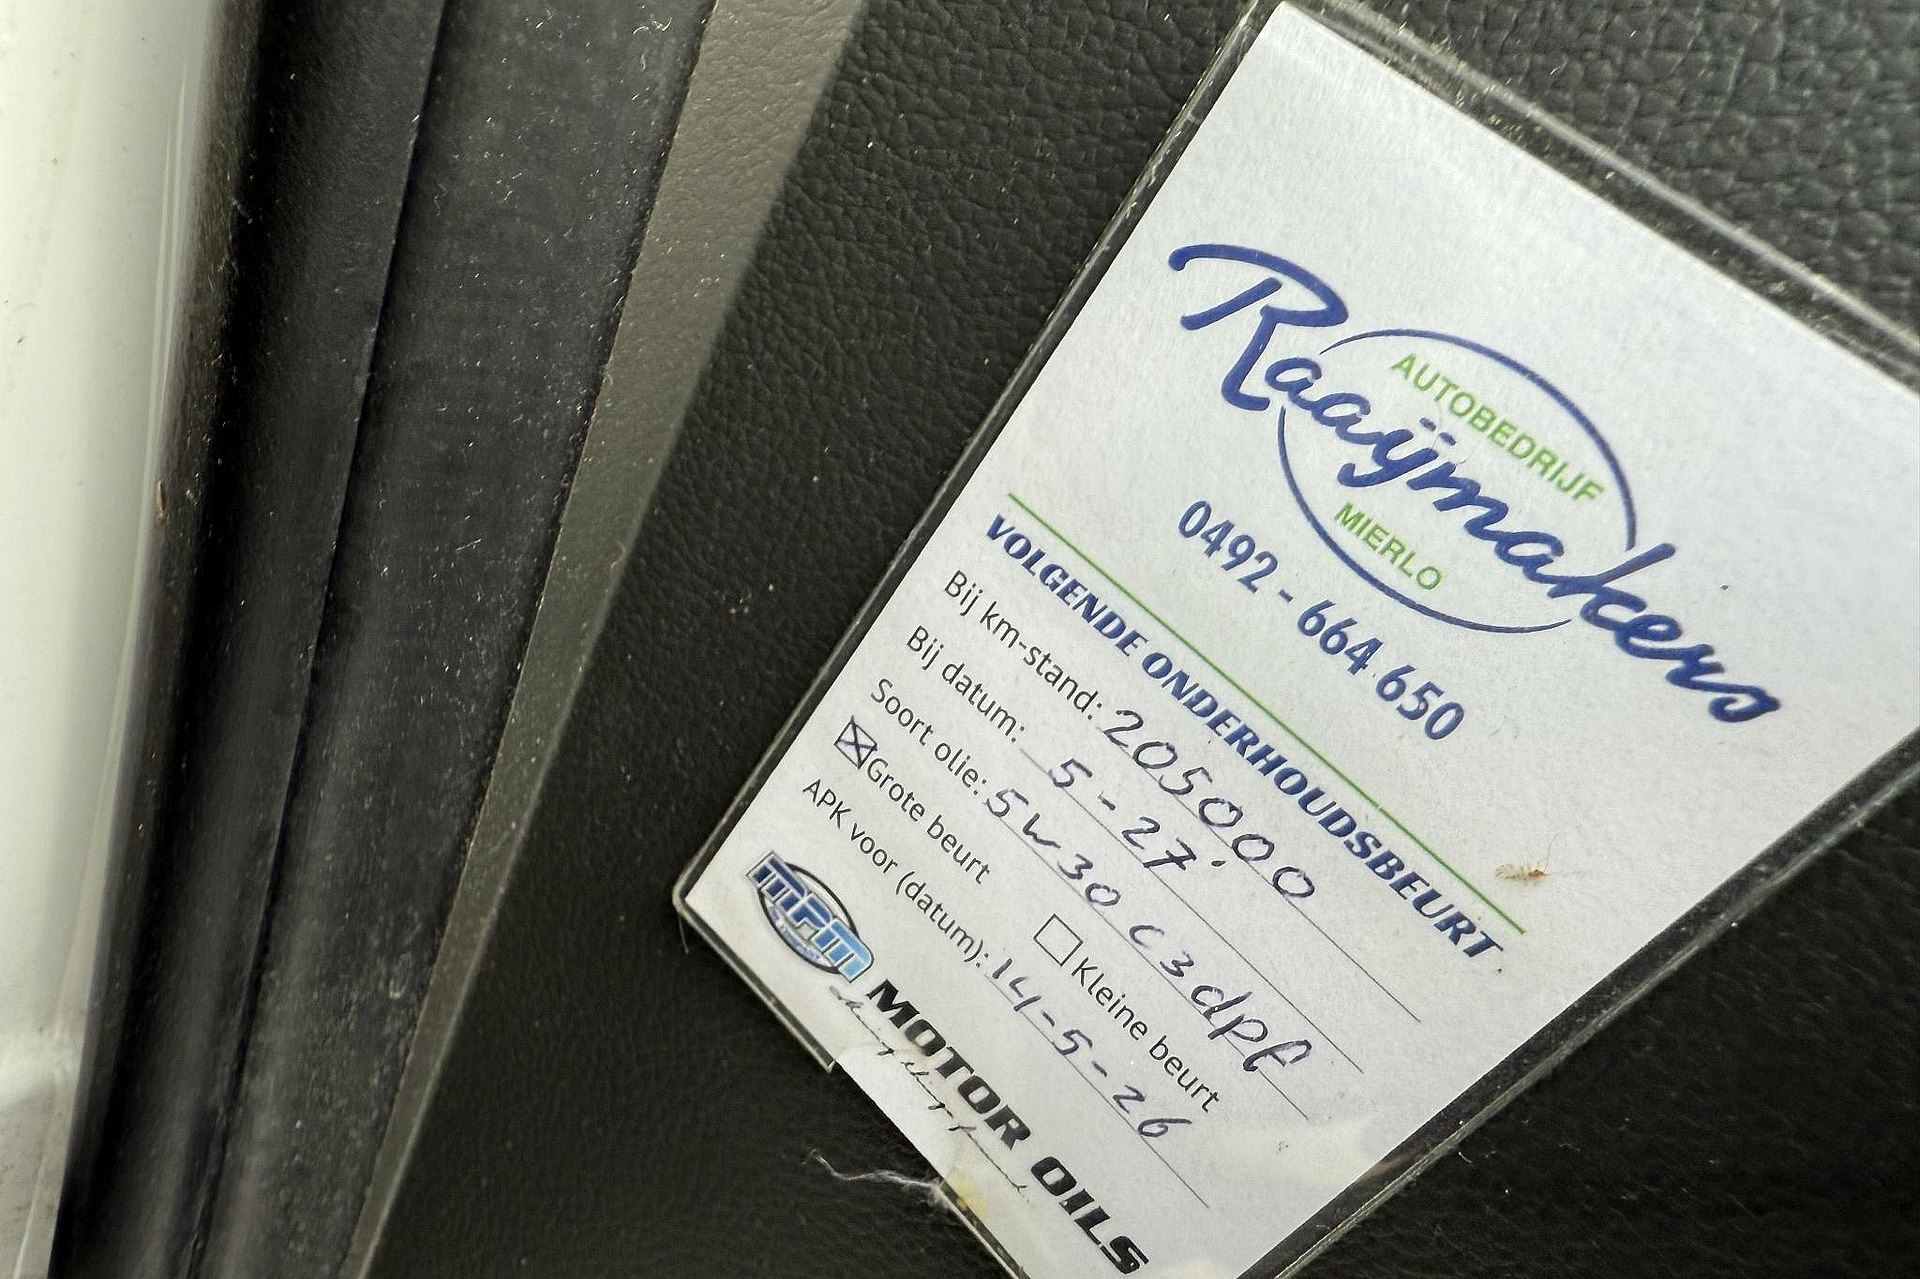 AUTOBEDRIJF
Raaÿmakers
MIERLO
0492 - 664 650
VOLGENDE ONDERHOUDSBEURT
Bij km-stand: 205000
Bij datum: 5-27
Soort olie: 5w30 c3 dpf
☒ Grote beurt ☐ Kleine beurt
APK voor (datum): 14-5-26
MPM MOTOR OILS